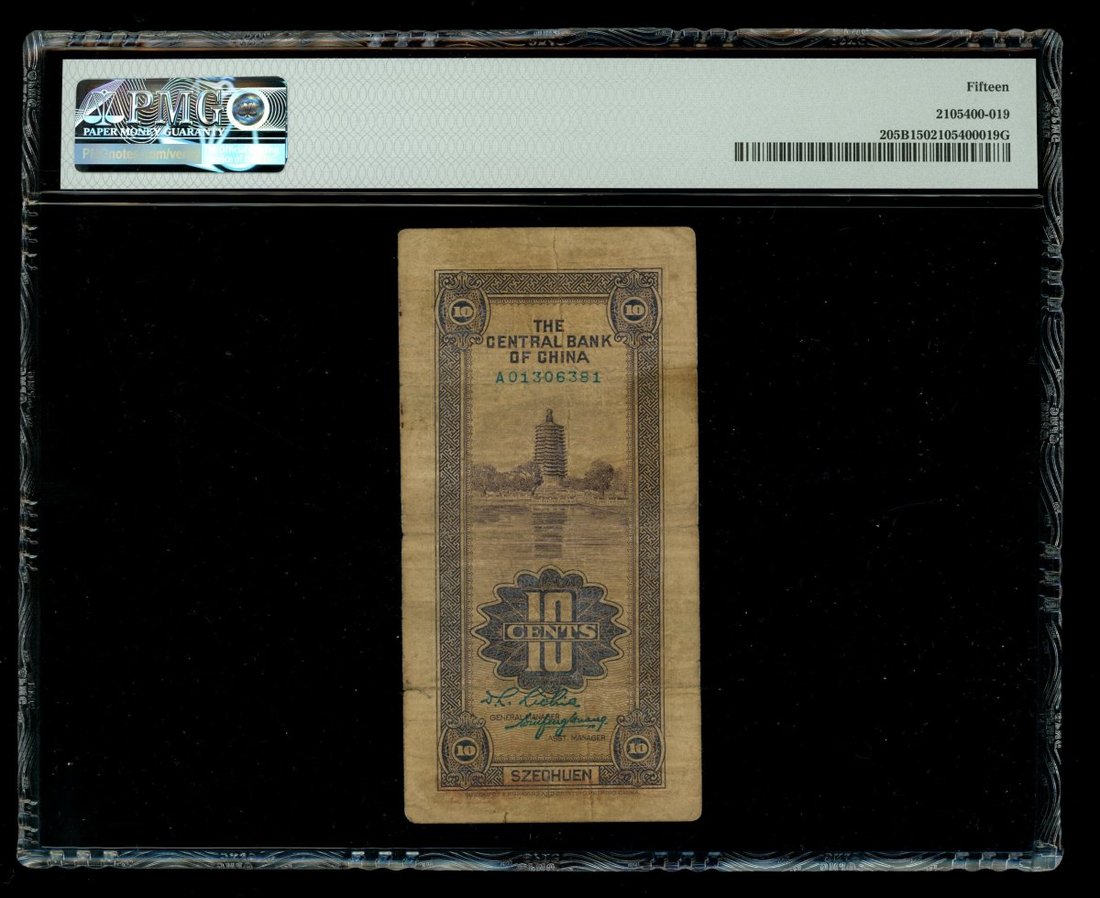 Fifteen
2105400-019
205B1502105400019G
PMG
PAPER MONEY GUARANTY
10 10
THE
CENTRAL BANK
OF CHINA
A01306381
10
CENTS
GENERAL MANAGER
ASST. MANAGER
10 10
SZECHUEN